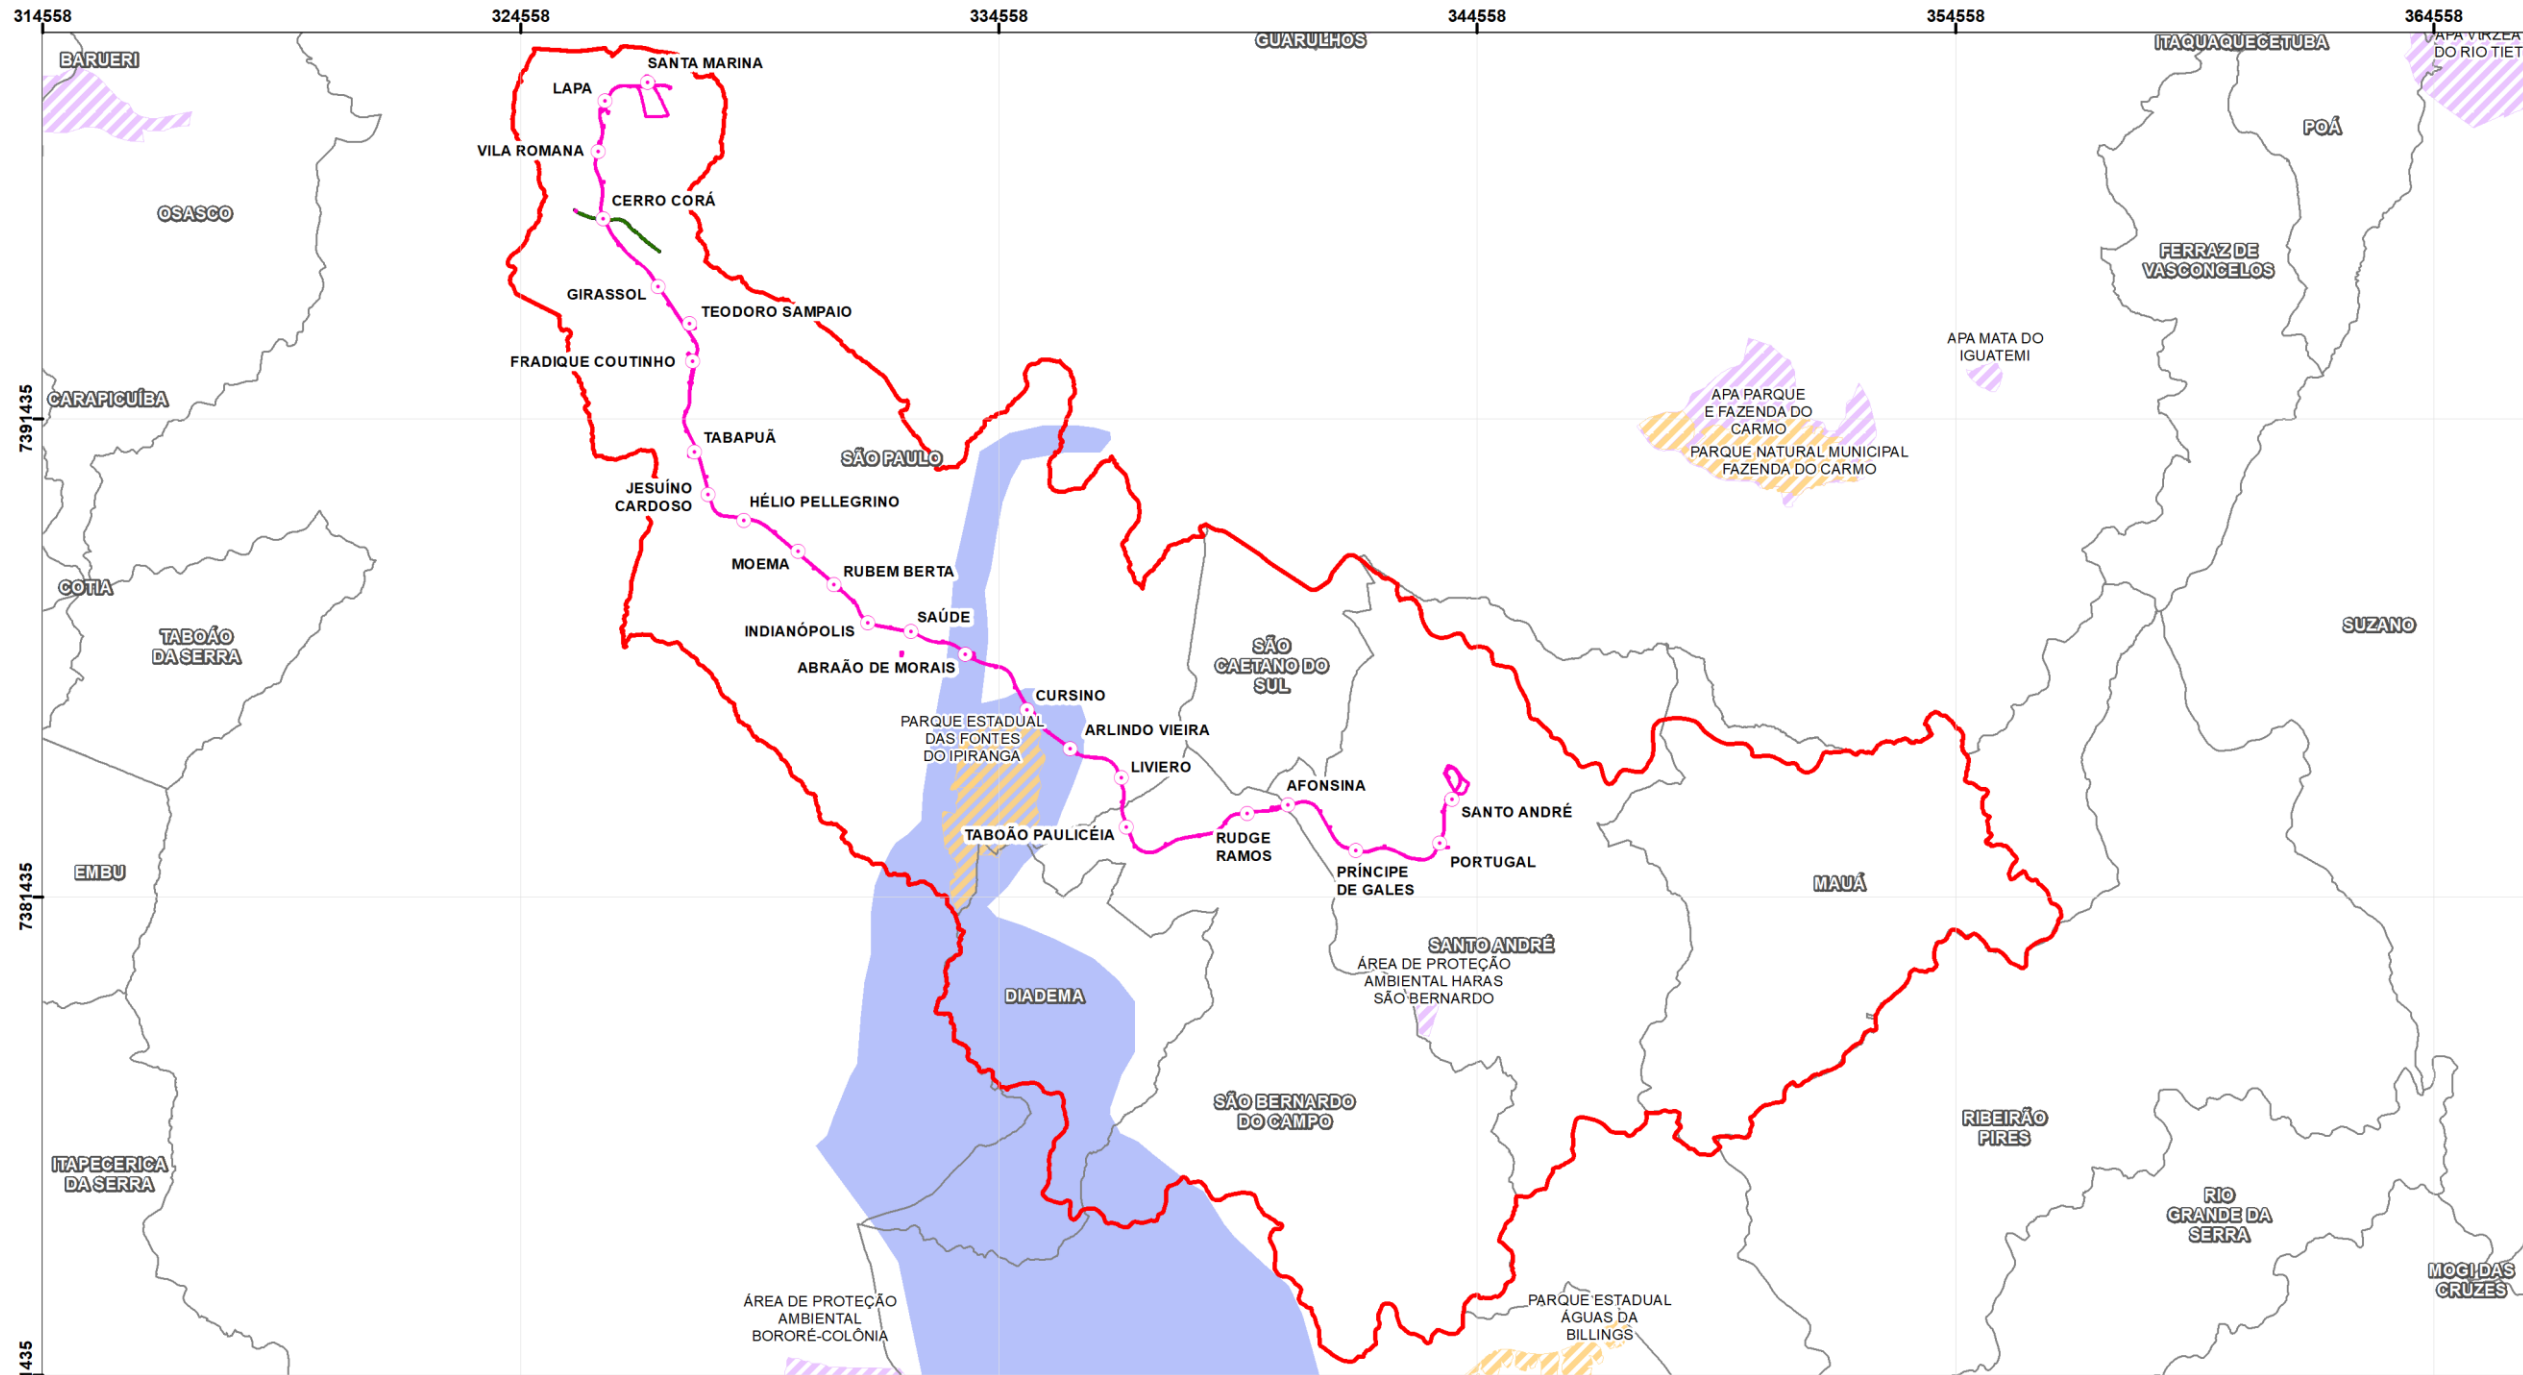 314558
324558
334558
344558
354558
364558
BARUERI
GUARULHOS
ITAQUAQUECETUBA
APA VÁRZEA
DO RIO TIET
SANTA MARINA
LAPA
POÁ
VILA ROMANA
CERRO CORÁ
OSASCO
FERRAZ DE
VASCONCELOS
GIRASSOL
TEODORO SAMPAIO
FRADIQUE COUTINHO
APA MATA DO
IGUATEMI
7391435
CARAPICUÍBA
APA PARQUE
E FAZENDA DO
CARMO
PARQUE NATURAL MUNICIPAL
FAZENDA DO CARMO
TABAPUÃ
SÃO PAULO
JESUÍNO
CARDOSO
HÉLIO PELLEGRINO
MOEMA
RUBEM BERTA
COTIA
TABOÃO
DA SERRA
INDIANÓPOLIS
SAÚDE
ABRAÃO DE MORAIS
SÃO
CAETANO DO
SUL
SUZANO
CURSINO
PARQUE ESTADUAL
DAS FONTES
DO IPIRANGA
ARLINDO VIEIRA
LIVIERO
AFONSINA
SANTO ANDRÉ
TABOÃO PAULICÉIA
RUDGE
RAMOS
PORTUGAL
PRÍNCIPE
DE GALES
EMBU
MAUÁ
7381435
SANTO ANDRÉ
ÁREA DE PROTEÇÃO
AMBIENTAL HARAS
SÃO BERNARDO
DIADEMA
SÃO BERNARDO
DO CAMPO
RIBEIRÃO
PIRES
ITAPECERICA
DA SERRA
RIO
GRANDE DA
SERRA
MOGI DAS
CRUZES
ÁREA DE PROTEÇÃO
AMBIENTAL
BORORÉ-COLÔNIA
PARQUE ESTADUAL
ÁGUAS DA
BILLINGS
435